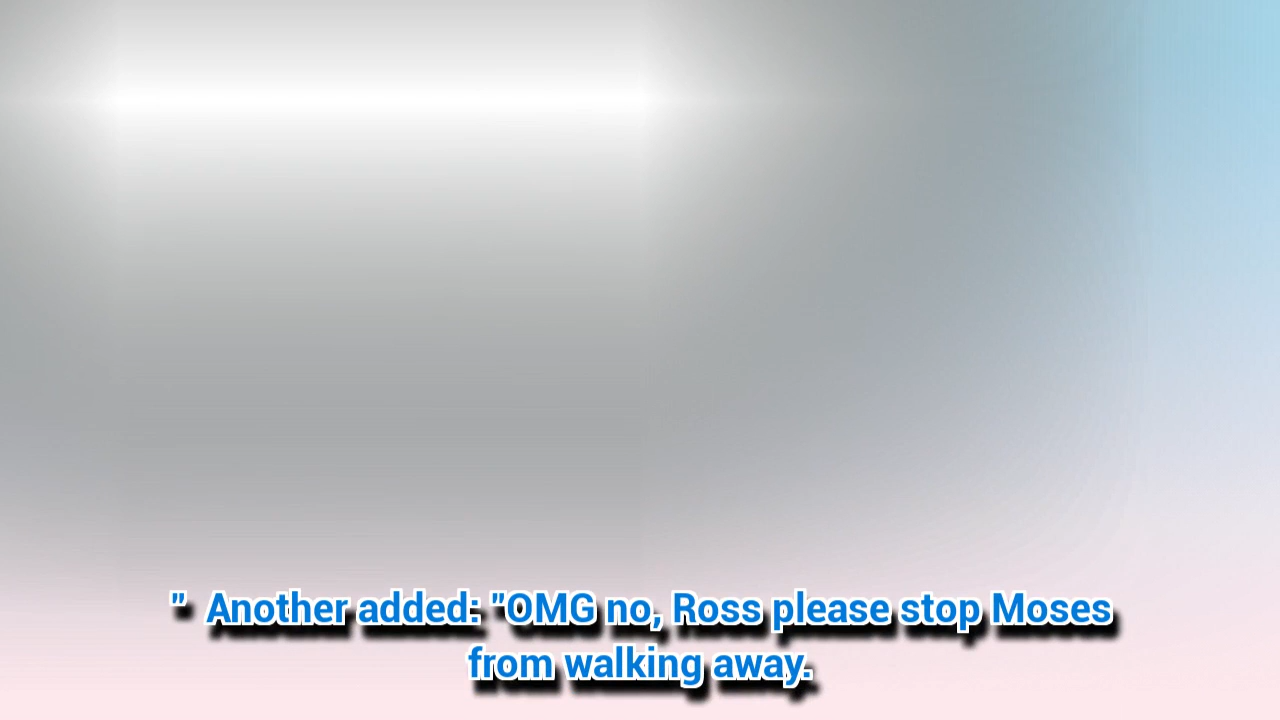 " Another added: "OMG no, Ross please stop Moses
from walking away.